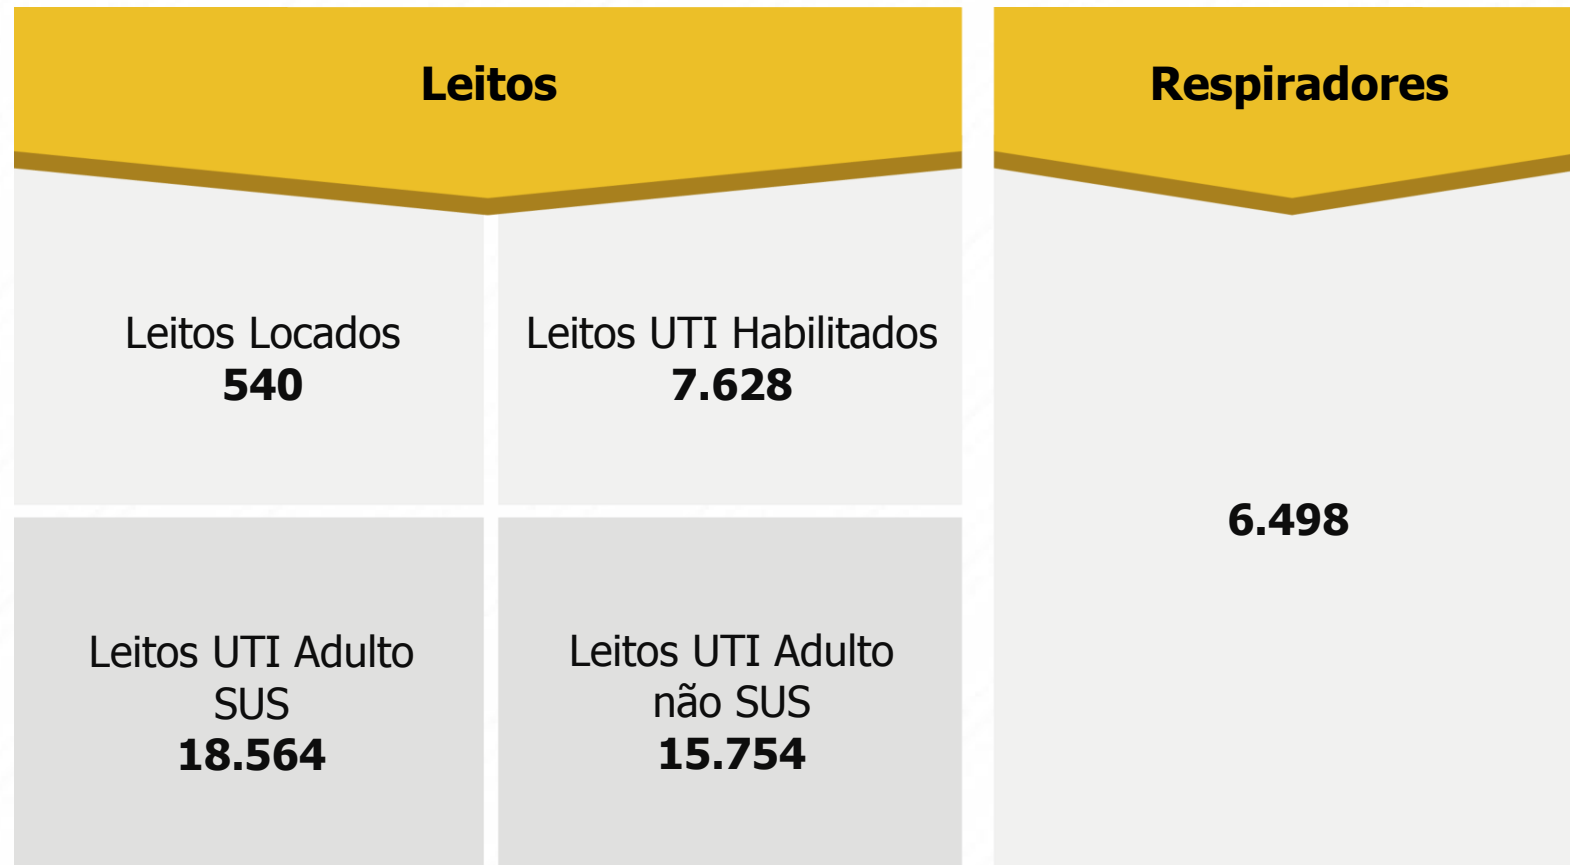 Leitos
Respiradores
Leitos Locados
540
Leitos UTI Habilitados
7.628
Leitos UTI Adulto
SUS
18.564
Leitos UTI Adulto
não SUS
15.754
6.498